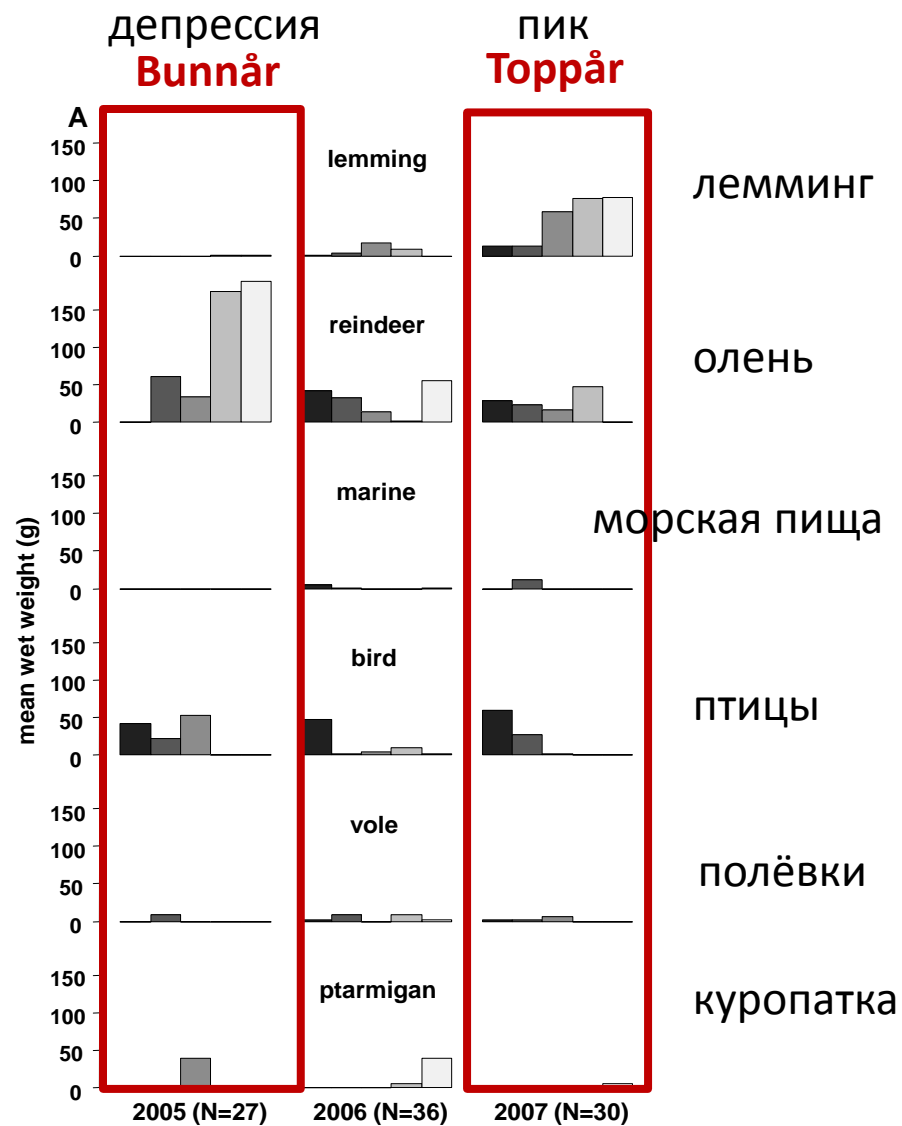 депрессия пик
Bunnår Toppår
A
150
100
50
0
lemming
лемминг
150
100
50
0
reindeer
олень
150
100
50
0
marine
морская пища
150
100
50
0
bird
птицы
150
100
50
0
vole
полёвки
150
100
50
0
ptarmigan
куропатка
mean wet weight (g)
2005 (N=27) 2006 (N=36) 2007 (N=30)